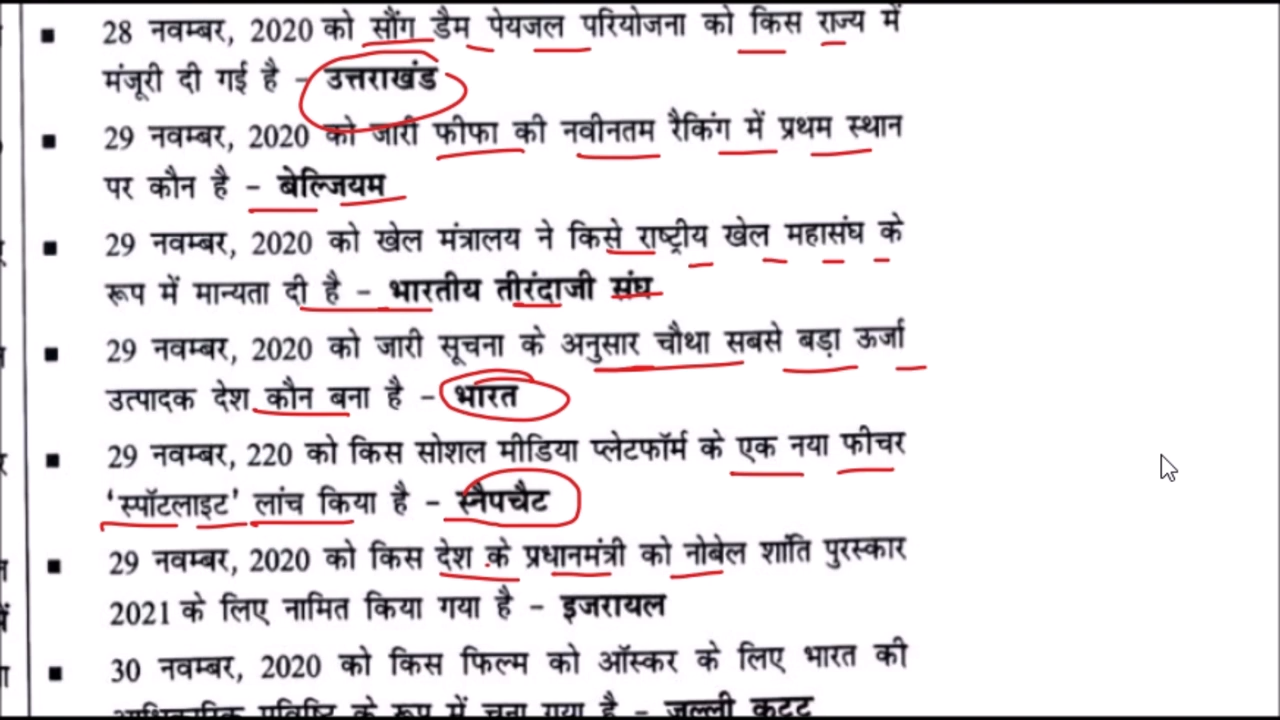 ■ 28 नवम्बर, 2020 को सौंग डैम पेयजल परियोजना को किस राज्य में
मंजूरी दी गई है – उत्तराखंड
■ 29 नवम्बर, 2020 को जारी फीफा की नवीनतम रैकिंग में प्रथम स्थान
पर कौन है – बेल्जियम
■ 29 नवम्बर, 2020 को खेल मंत्रालय ने किसे राष्ट्रीय खेल महासंघ के
रूप में मान्यता दी है – भारतीय तीरंदाजी संघ
■ 29 नवम्बर, 2020 को जारी सूचना के अनुसार चौथा सबसे बड़ा ऊर्जा
उत्पादक देश कौन बना है – भारत
■ 29 नवम्बर, 220 को किस सोशल मीडिया प्लेटफॉर्म के एक नया फीचर
‘स्पॉटलाइट’ लांच किया है – स्नैपचैट
■ 29 नवम्बर, 2020 को किस देश के प्रधानमंत्री को नोबेल शांति पुरस्कार
2021 के लिए नामित किया गया है – इजरायल
■ 30 नवम्बर, 2020 को किस फिल्म को ऑस्कर के लिए भारत की
के रूप में चुना गया है –